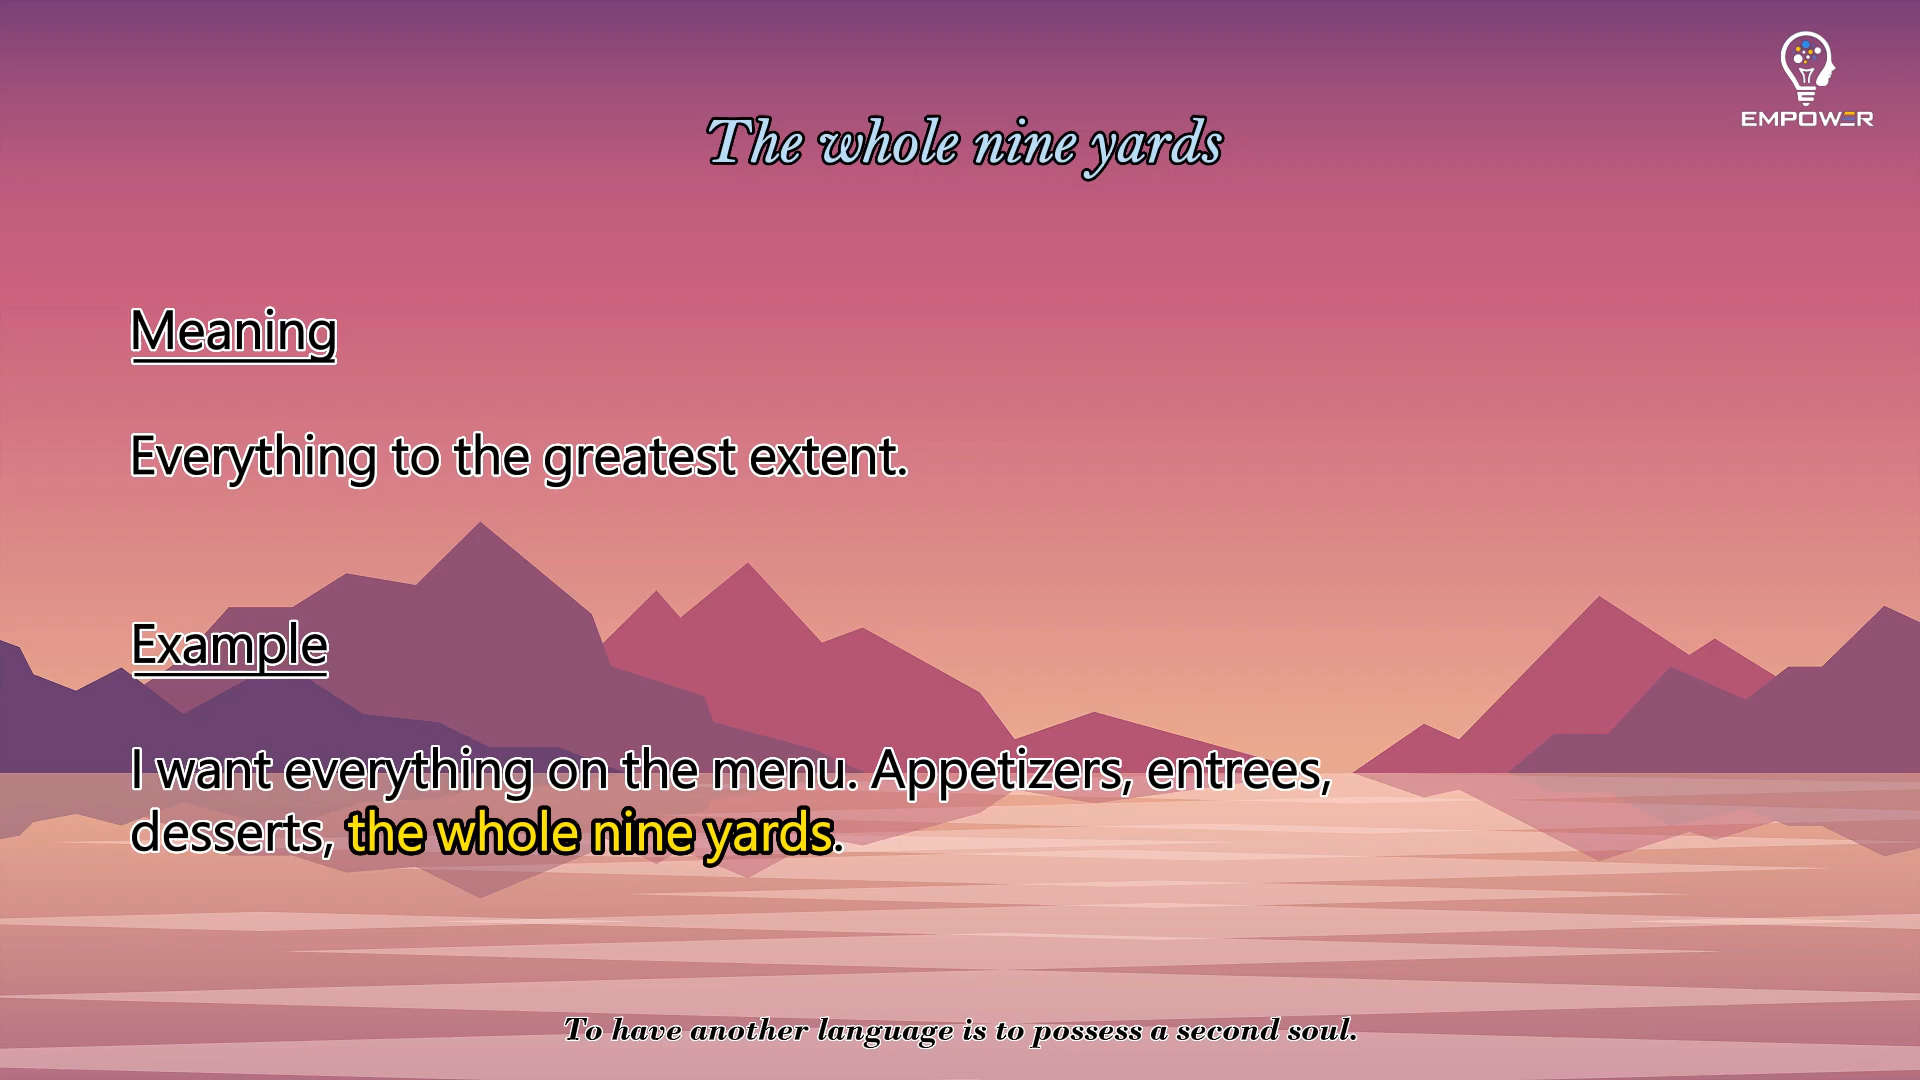 EMPOWER
The whole nine yards
Meaning
Everything to the greatest extent.
Example
I want everything on the menu. Appetizers, entrees,
desserts, the whole nine yards.
To have another language is to possess a second soul.